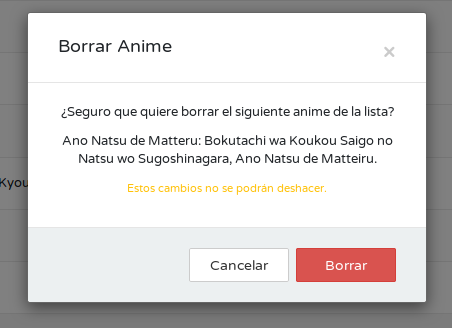 Borrar Anime
×
¿Seguro que quiere borrar el siguiente anime de la lista?
Ano Natsu de Matteru: Bokutachi wa Koukou Saigo no
Natsu wo Sugoshinagara, Ano Natsu de Matteiru.
Kyou
Estos cambios no se podrán deshacer.
Cancelar
Borrar